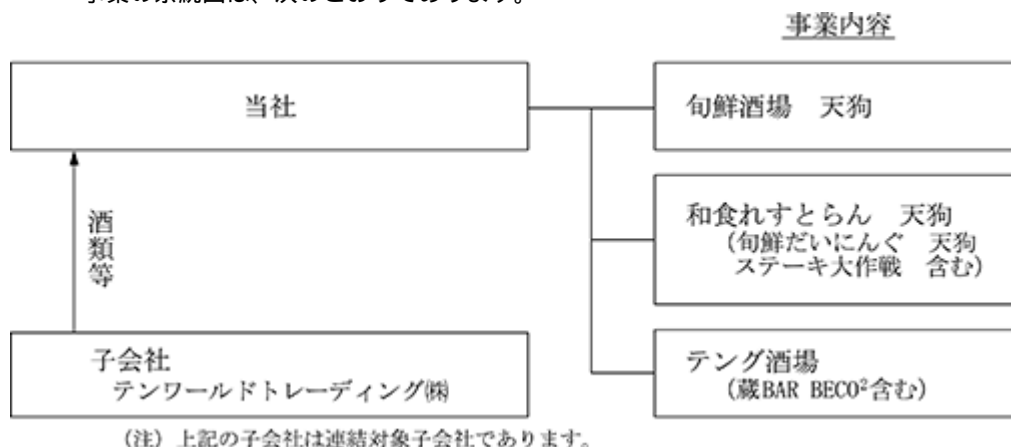 事業の系統図は、次のとおりであります。
事業内容
当社
旬鮮酒場　天狗
酒類等
和食れすとらん　天狗
(旬鮮だいにんぐ　天狗
ステーキ大作戦　含む)
子会社
テンワールドトレーディング㈱
テング酒場
(蔵BAR BECO²含む)
(注) 上記の子会社は連結対象子会社であります。